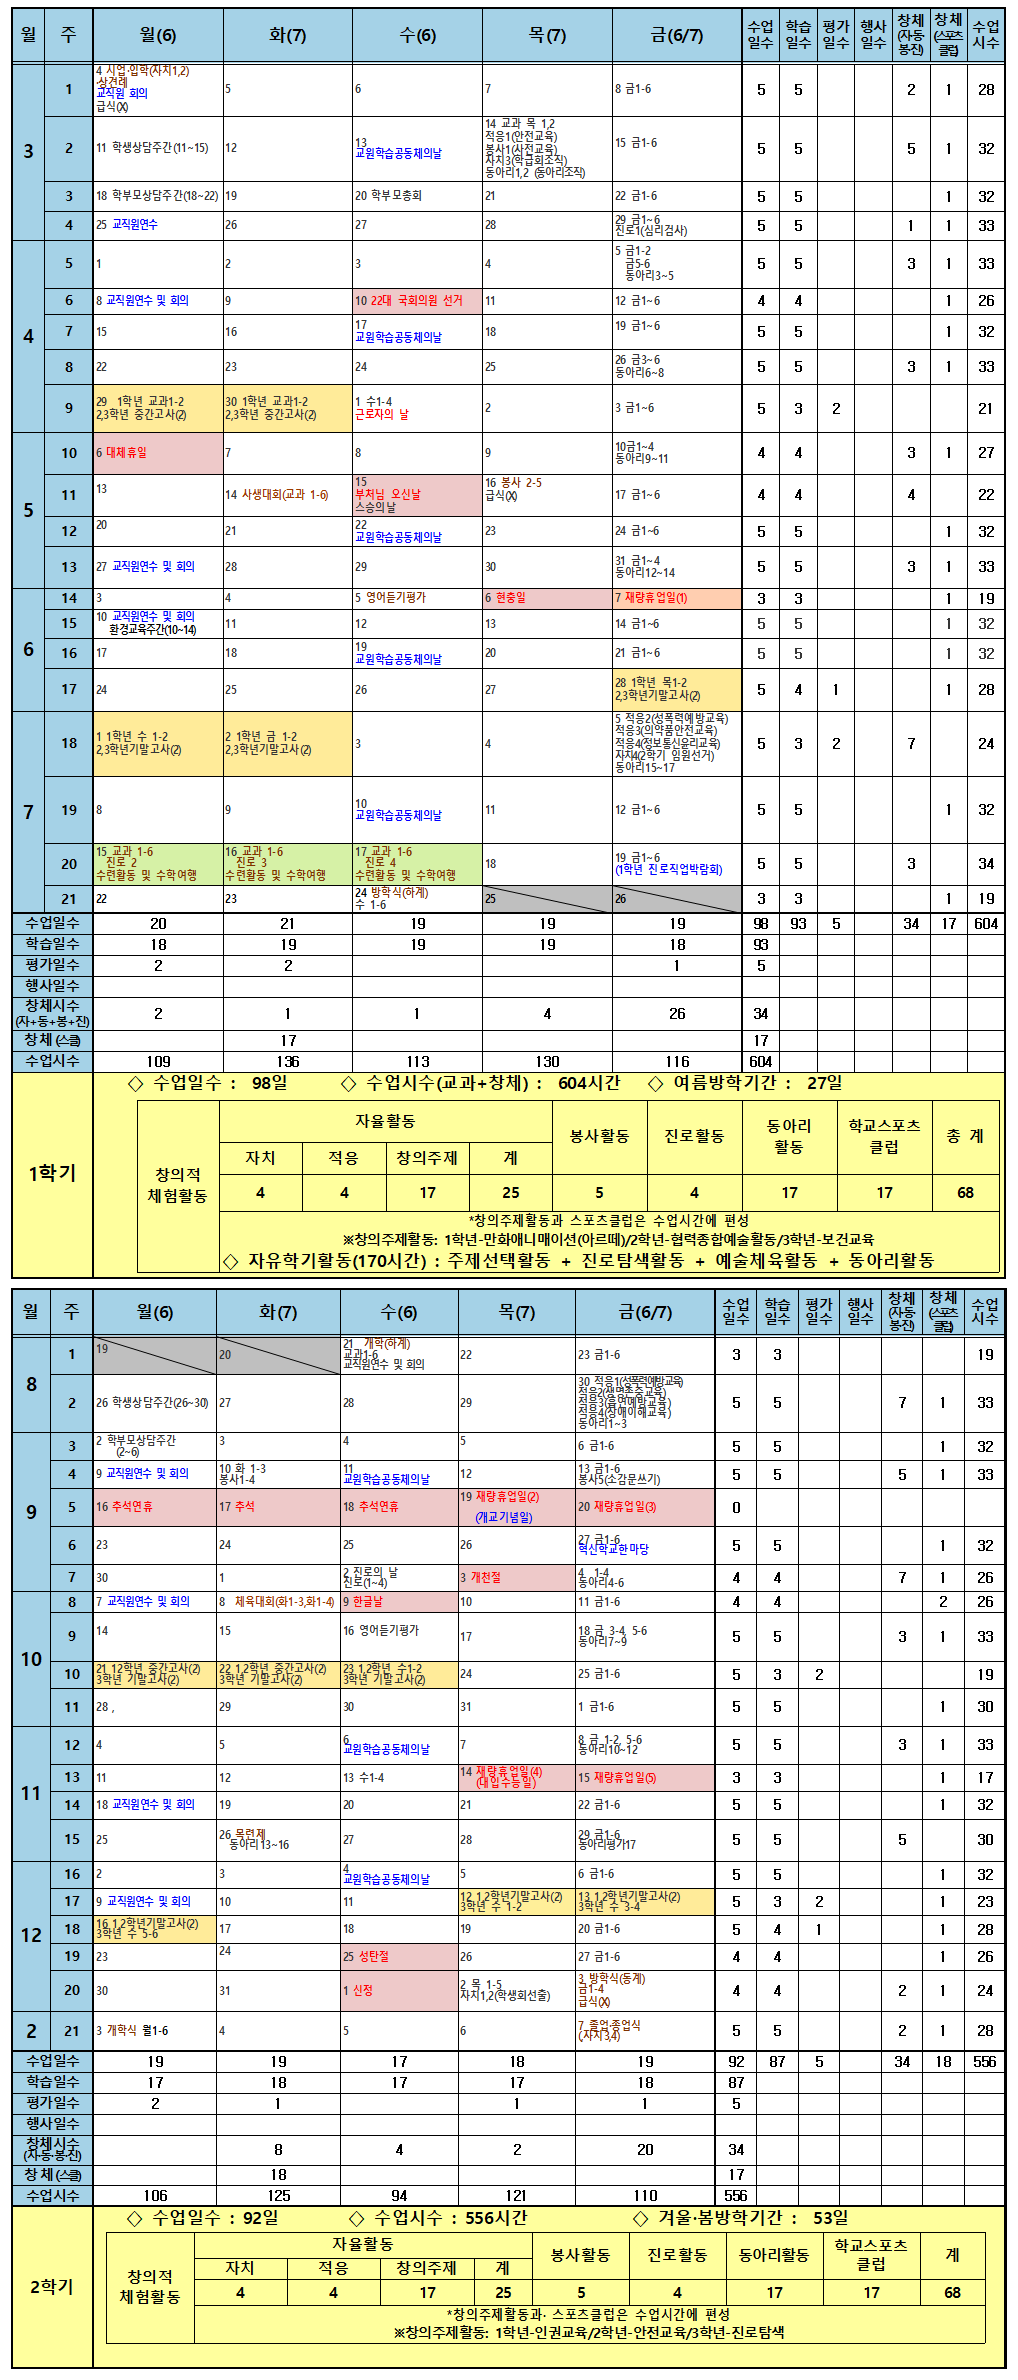 월 주 월(6) 화(7) 수(6) 목(7) 금(6/7) 수업일수 학습일수 평가일수 행사일수 창체(자동봉진) 창체(스포츠클럽) 수업시수
3
1 4 시업·입학(자치1,2) ·상견례 교직원 회의 급식(X) 5 6 7 8 금1-6 5 5 2 1 28
2 11 학생상담주간(11~15) 12 13 교원학습공동체의날 14 교과 목 1,2 적응1(안전교육) 봉사1(사전교육) 자치3(학급회조직) 동아리1,2 (동아리조직) 15 금1-6 5 5 5 1 32
3 18 학부모상담주간(18~22) 19 20 학부모총회 21 22 금1-6 5 5 1 32
4 25 교직원연수 26 27 28 29 금1~6 진로1(심리검사) 5 5 1 1 33
4
5 1 2 3 4 5 금1-2 금5-6 동아리3~5 5 5 3 1 33
6 8 교직원연수 및 회의 9 10 22대 국회의원 선거 11 12 금1~6 4 4 1 26
7 15 16 17 교원학습공동체의날 18 19 금1~6 5 5 1 32
8 22 23 24 25 26 금3~6 동아리6~8 5 5 3 1 33
9 29 1학년 교과1-2 2,3학년 중간고사(2) 30 1학년 교과1-2 2,3학년 중간고사(2) 1 수1-4 근로자의 날 2 3 금1~6 5 3 2 21
5
10 6 대체휴일 7 8 9 10금1~4 동아리9~11 4 4 3 1 27
11 13 14 사생대회(교과 1-6) 15 부처님 오신날 스승의날 16 봉사 2-5 급식(X) 17 금1~6 4 4 4 22
12 20 21 22 교원학습공동체의날 23 24 금1~6 5 5 1 32
13 27 교직원연수 및 회의 28 29 30 31 금1~4 동아리12~14 5 5 3 1 33
6
14 3 4 5 영어듣기평가 6 현충일 7 재량휴업일(1) 3 3 1 19
15 10 교직원연수 및 회의 환경교육주간(10~14) 11 12 13 14 금1~6 5 5 1 32
16 17 18 19 교원학습공동체의날 20 21 금1~6 5 5 1 32
17 24 25 26 27 28 1학년 목1-2 2,3학년기말고사(2) 5 4 1 1 28
7
18 1 1학년 수 1-2 2,3학년기말고사(2) 2 1학년 금 1-2 2,3학년기말고사(2) 3 4 5 적응2(성폭력예방교육) 적응3(의약품안전교육) 적응4(정보통신윤리교육) 자치4(2학기 임원선거) 동아리15~17 5 3 2 7 24
19 8 9 10 교원학습공동체의날 11 12 금1~6 5 5 1 32
20 15 교과 1-6 진로 2 수련활동 및 수학여행 16 교과 1-6 진로 3 수련활동 및 수학여행 17 교과 1-6 진로 4 수련활동 및 수학여행 18 19 금1~6 (1학년 진로직업박람회) 5 5 3 34
21 22 23 24 방학식(하계) 수 1-6 25 26 3 3 1 19
수업일수 20 21 19 19 19 98 93 5 34 17 604
학습일수 18 19 19 19 18 93
평가일수 2 2 1 5
행사일수
창체시수(자+동+봉+진) 2 1 1 4 26 34
창체 (스클) 17 17
수업시수 109 136 113 130 116 604
1학기
◇ 수업일수 : 98일 ◇ 수업시수(교과+창체) : 604시간 ◇ 여름방학기간 : 27일
창의적 체험활동 자율활동 봉사활동 진로활동 동아리 활동 학교스포츠 클럽 총 계
자치 적응 창의주제 계
4 4 17 25 5 4 17 17 68
*창의주제활동과 스포츠클럽은 수업시간에 편성
※창의주제활동: 1학년-만화애니매이션(아르떼)/2학년-협력종합예술활동/3학년-보건교육
◇ 자유학기활동(170시간) : 주제선택활동 + 진로탐색활동 + 예술체육활동 + 동아리활동
월 주 월(6) 화(7) 수(6) 목(7) 금(6/7) 수업일수 학습일수 평가일수 행사일수 창체(자동봉진) 창체(스포츠클럽) 수업시수
8
1 19 20 21 개학(하계) 교과1-6 교직원연수 및 회의 22 23 금1-6 3 3 19
2 26 학생상담주간(26~30) 27 28 29 30 적응1(성폭력예방교육) 적응2(생명존중교육) 적응3(흡연예방교육) 적응4(장애이해교육) 동아리1~3 5 5 7 1 33
9
3 2 학부모상담주간 (2~6) 3 4 5 6 금1-6 5 5 1 32
4 9 교직원연수 및 회의 10 화 1-3 봉사1-4 11 교원학습공동체의날 12 13 금1-6 봉사5(소감문쓰기) 5 5 5 1 33
5 16 추석연휴 17 추석 18 추석연휴 19 재량휴업일(2) (개교기념일) 20 재량휴업일(3) 0
6 23 24 25 26 27 금1-6 혁신학교한마당 5 5 1 32
7 30 1 2 진로의 날 진로(1~4) 3 개천절 4 1-4 동아리4-6 4 4 7 1 26
10
8 7 교직원연수 및 회의 8 체육대회(화1-3,화1-4) 9 한글날 10 11 금1-6 4 4 2 26
9 14 15 16 영어듣기평가 17 18 금 3-4, 5-6 동아리7~9 5 5 3 1 33
10 21 12학년 중간고사(2) 3학년 기말고사(2) 22 1,2학년 중간고사(2) 3학년 기말고사(2) 23 1,2학년 수1-2 3학년 기말고사(2) 24 25 금1-6 5 3 2 19
11 28 , 29 30 31 1 금1-6 5 5 1 30
11
12 4 5 6 교원학습공동체의날 7 8 금 1-2, 5-6 동아리10~12 5 5 3 1 33
13 11 12 13 수1-4 14 재량휴업일(4) (대입수능일) 15 재량휴업일(5) 3 3 1 17
14 18 교직원연수 및 회의 19 20 21 22 금1-6 5 5 1 32
15 25 26 목련제 동아리13~16 27 28 29 금1-6 동아리평가17 5 5 5 30
12
16 2 3 4 교원학습공동체의날 5 6 금1-6 5 5 1 32
17 9 교직원연수 및 회의 10 11 12 1,2학년기말고사(2) 3학년 수 1-2 13 1,2학년기말고사(2) 3학년 수 3-4 5 3 2 1 23
18 16 1,2학년기말고사(2) 3학년 수 5-6 17 18 19 20 금1-6 5 4 1 1 28
19 23 24 25 성탄절 26 27 금1-6 4 4 1 26
20 30 31 1 신정 2 목 1-5 자치1,2(학생회선출) 3 방학식(동계) 금1-4 급식(X) 4 4 2 1 24
2
21 3 개학식 월1-6 4 5 6 7 졸업·종업식 (자치3,4) 5 5 2 1 28
수업일수 19 19 17 18 19 92 87 5 34 18 556
학습일수 17 18 17 17 18 87
평가일수 2 1 1 1 5
행사일수
창체시수(자·동·봉·진) 8 4 2 20 34
창체 (스클) 18 17
수업시수 106 125 94 121 110 556
2학기
◇ 수업일수 : 92일 ◇ 수업시수 : 556시간 ◇ 겨울·봄방학기간 : 53일
창의적 체험활동 자율활동 봉사활동 진로활동 동아리활동 학교스포츠 클럽 계
자치 적응 창의주제 계
4 4 17 25 5 4 17 17 68
*창의주제활동과· 스포츠클럽은 수업시간에 편성
※창의주제활동: 1학년-인권교육/2학년-안전교육/3학년-진로탐색